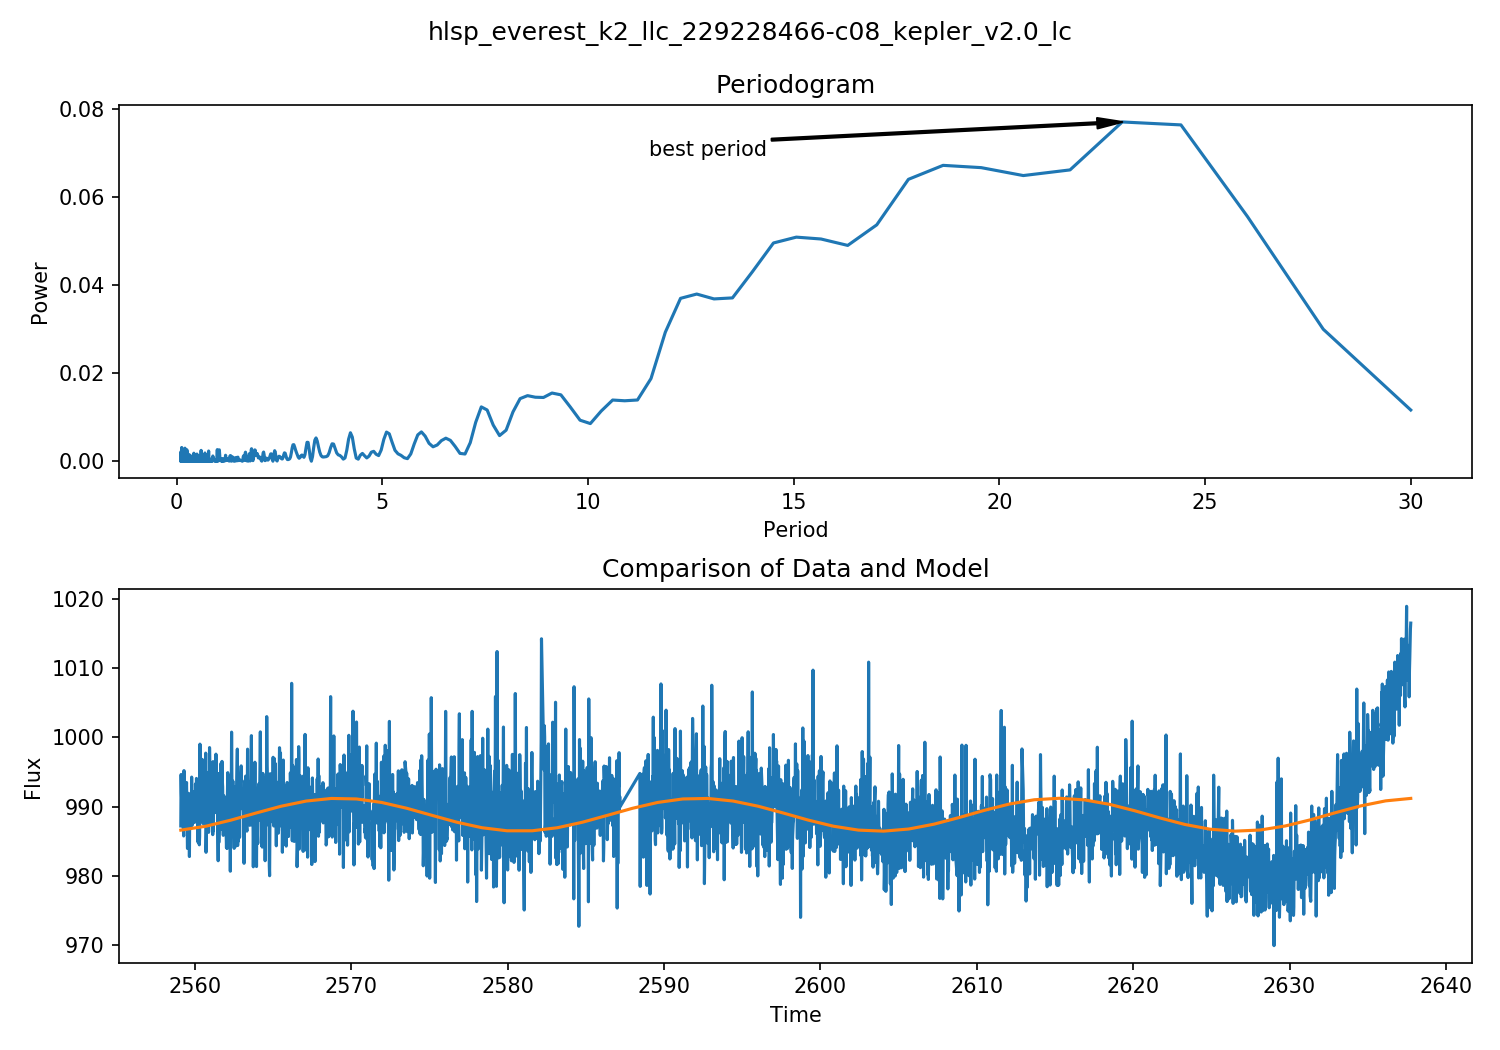 hlsp_everest_k2_llc_229228466-c08_kepler_v2.0_lc
Periodogram
0.08
0.06
0.04
0.02
0.00
Power
best period
0 5 10 15 20 25 30
Period
Comparison of Data and Model
1020
1010
1000
990
980
970
Flux
2560 2570 2580 2590 2600 2610 2620 2630 2640
Time